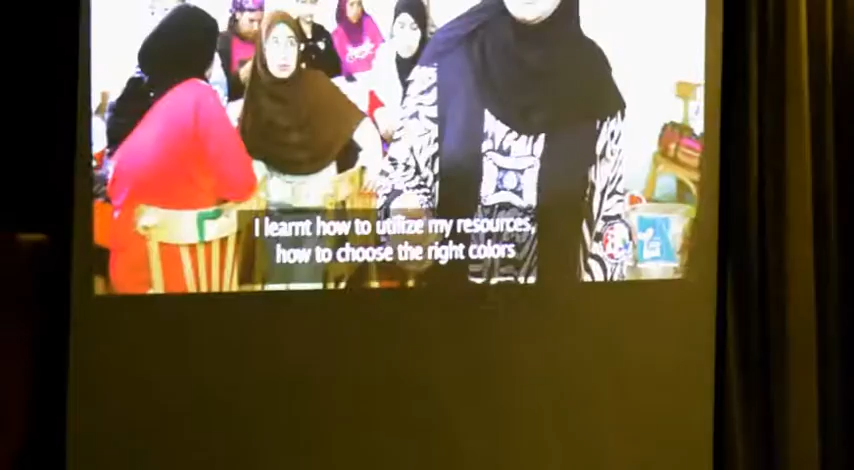 I learnt how to utilize my resources,
how to choose the right colors